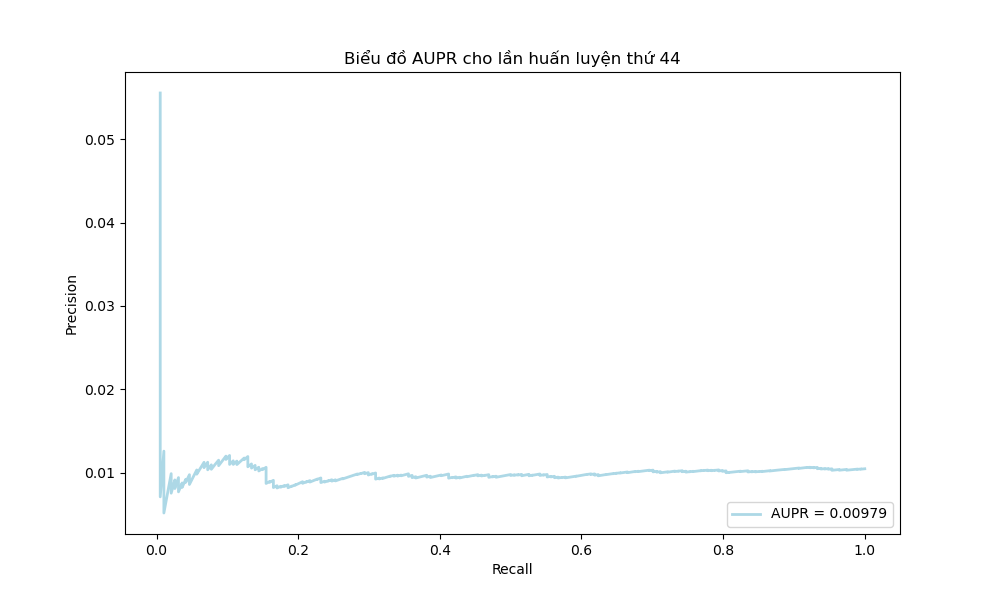 Biểu đồ AUPR cho lần huấn luyện thứ 44
Precision
0.05
0.04
0.03
0.02
0.01
AUPR = 0.00979
0.0 0.2 0.4 0.6 0.8 1.0
Recall